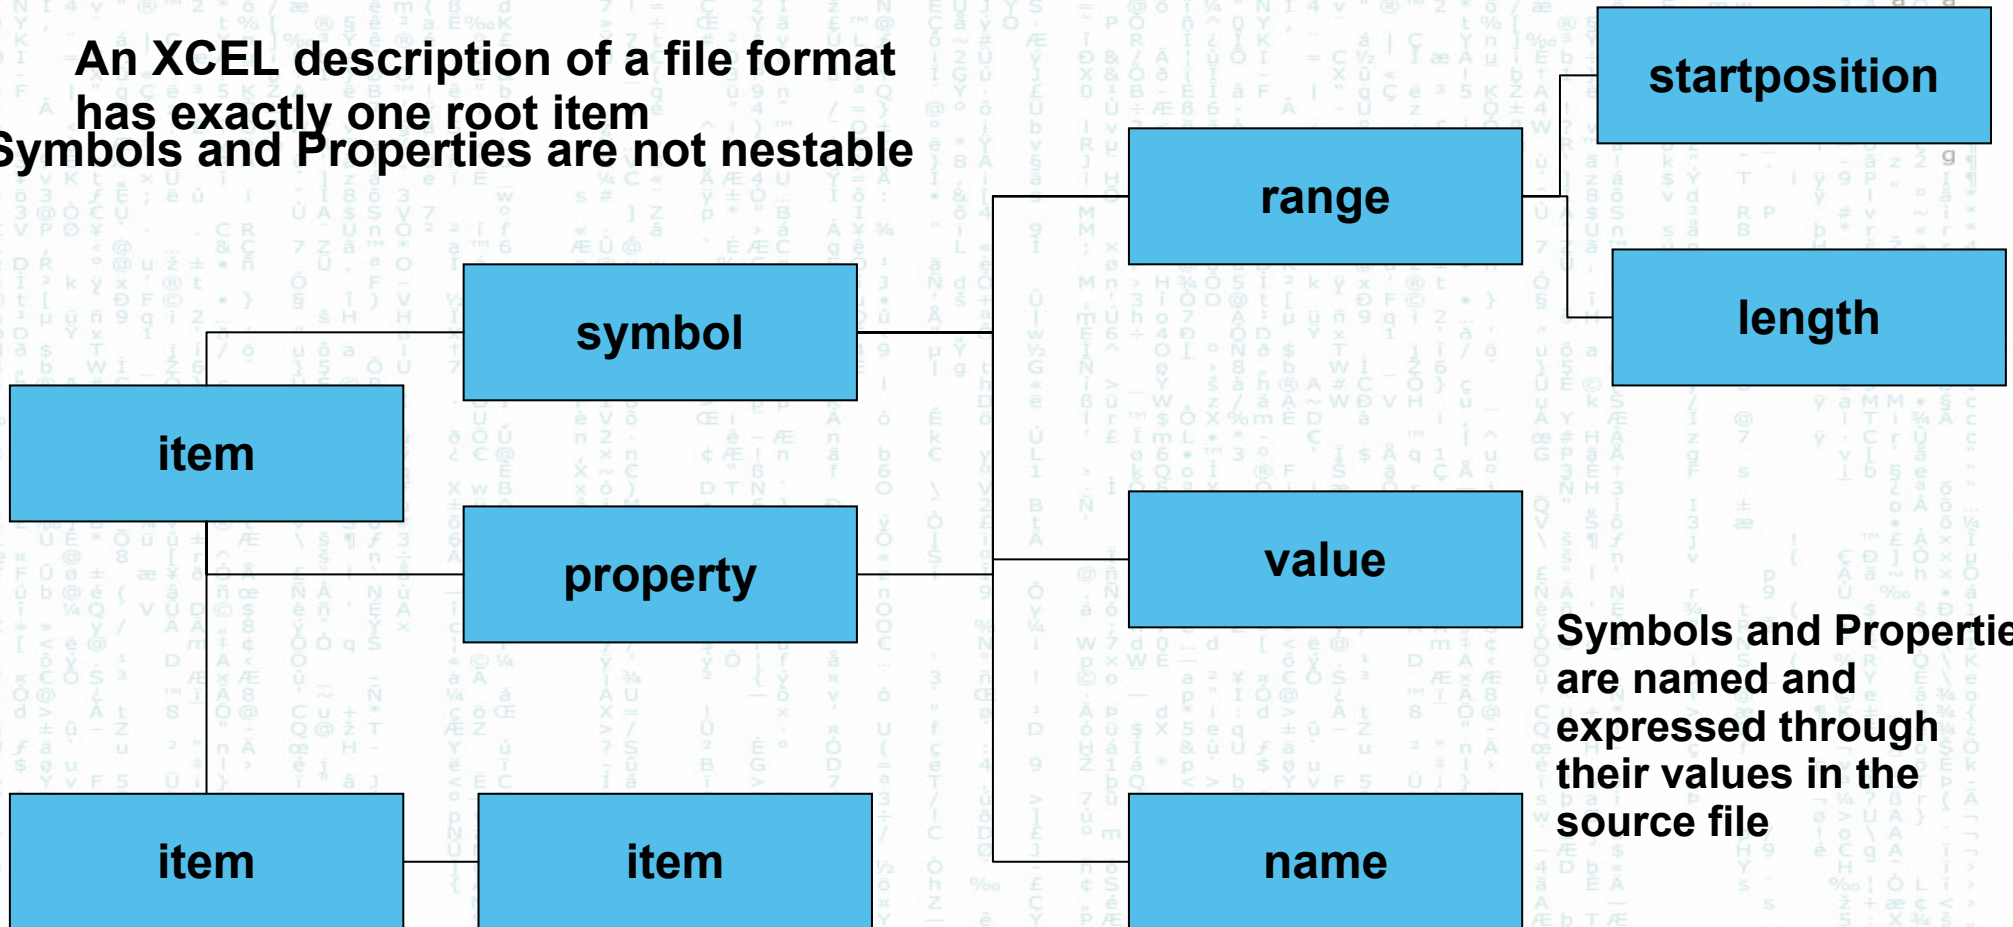 An XCEL description of a file format
has exactly one root item
Symbols and Properties are not nestable
startposition
range
length
symbol
item
property
value
Symbols and Propertie
are named and
expressed through
their values in the
source file
item
item
name